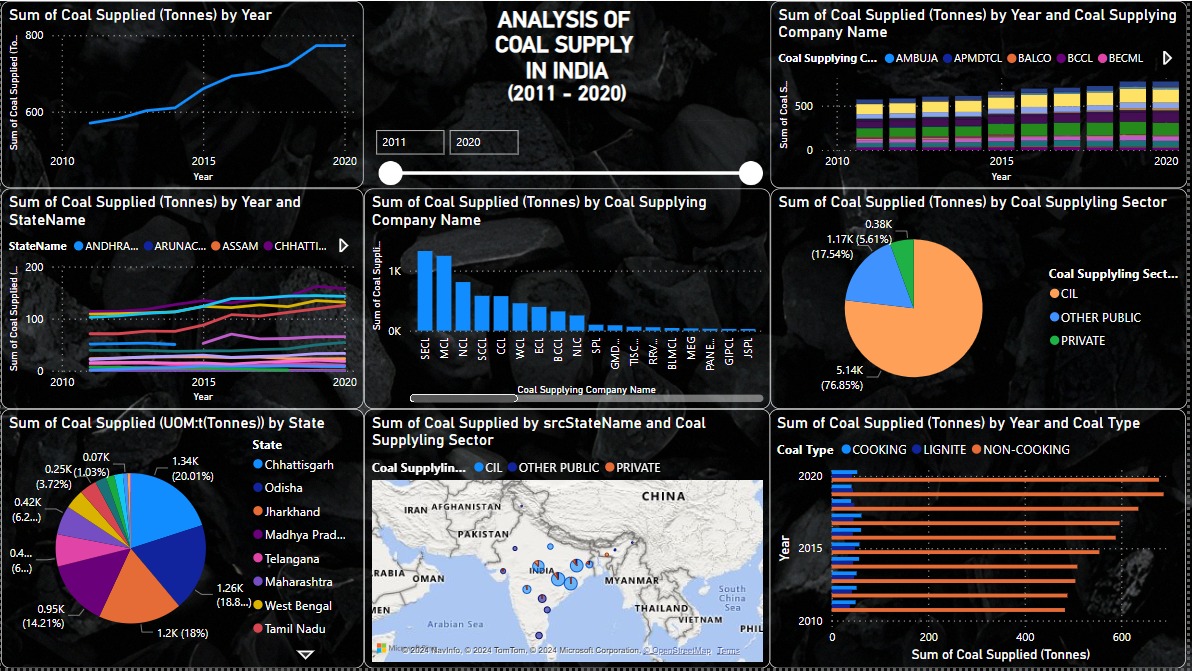 Sum of Coal Supplied (Tonnes) by Year
Sum of Coal Supplied (To...
800
600
2010
2015
2020
Year
ANALYSIS OF
COAL SUPPLY
IN INDIA
(2011 - 2020)
2011
2020
Sum of Coal Supplied (Tonnes) by Year and Coal Supplying
Company Name
Coal Supplying C...
AMBUJA
APMDTCL
BALCO
BCCL
BECML
Sum of Coal S...
500
0
2010
2015
2020
Year
Sum of Coal Supplied (Tonnes) by Year and
StateName
StateName
ANDHRA...
ARUNAC...
ASSAM
CHHATTI...
Sum of Coal Supplied (...
200
100
0
2010
2015
2020
Year
Sum of Coal Supplied (Tonnes) by Coal Supplying
Company Name
Sum of Coal Suppli...
1K
0K
SECL
MCL
NCL
SCCL
CCL
WCL
ECL
BCCL
NLC
SPL
GMD...
TISC...
RRV...
BLMCL
MEG
PANE...
GIPCL
JSPL
Coal Supplying Company Name
Sum of Coal Supplied (Tonnes) by Coal Supplyling Sector
0.38K
(5.61%)
1.17K
(17.54%)
5.14K
(76.85%)
Coal Supplyling Sect...
CIL
OTHER PUBLIC
PRIVATE
Sum of Coal Supplied (UOM:t(Tonnes)) by State
0.07K
0.25K
(1.03%)
(3.72%)
0.42K
(6.2...)
0.4...
(6...)
0.95K
(14.21%)
1.2K (18%)
1.26K
(18.8...)
1.34K
(20.01%)
State
Chhattisgarh
Odisha
Jharkhand
Madhya Prad...
Telangana
Maharashtra
West Bengal
Tamil Nadu
Sum of Coal Supplied by srcStateName and Coal
Supplyling Sector
Coal Supplylin...
CIL
OTHER PUBLIC
PRIVATE
CHINA
IRAN
AFGHANISTAN
PAKISTAN
ARABIA
OMAN
INDIA
MYANMAR
MEN
THAILAND
VIETNAM
PHIL
South
China
Sea
Arabian Sea
© 2024 NavInfo, © 2024 TomTom, © 2024 Microsoft Corporation, © OpenStreetMap
Terms
Sum of Coal Supplied (Tonnes) by Year and Coal Type
Coal Type
COOKING
LIGNITE
NON-COOKING
Year
2020
2015
2010
0
200
400
600
Sum of Coal Supplied (Tonnes)